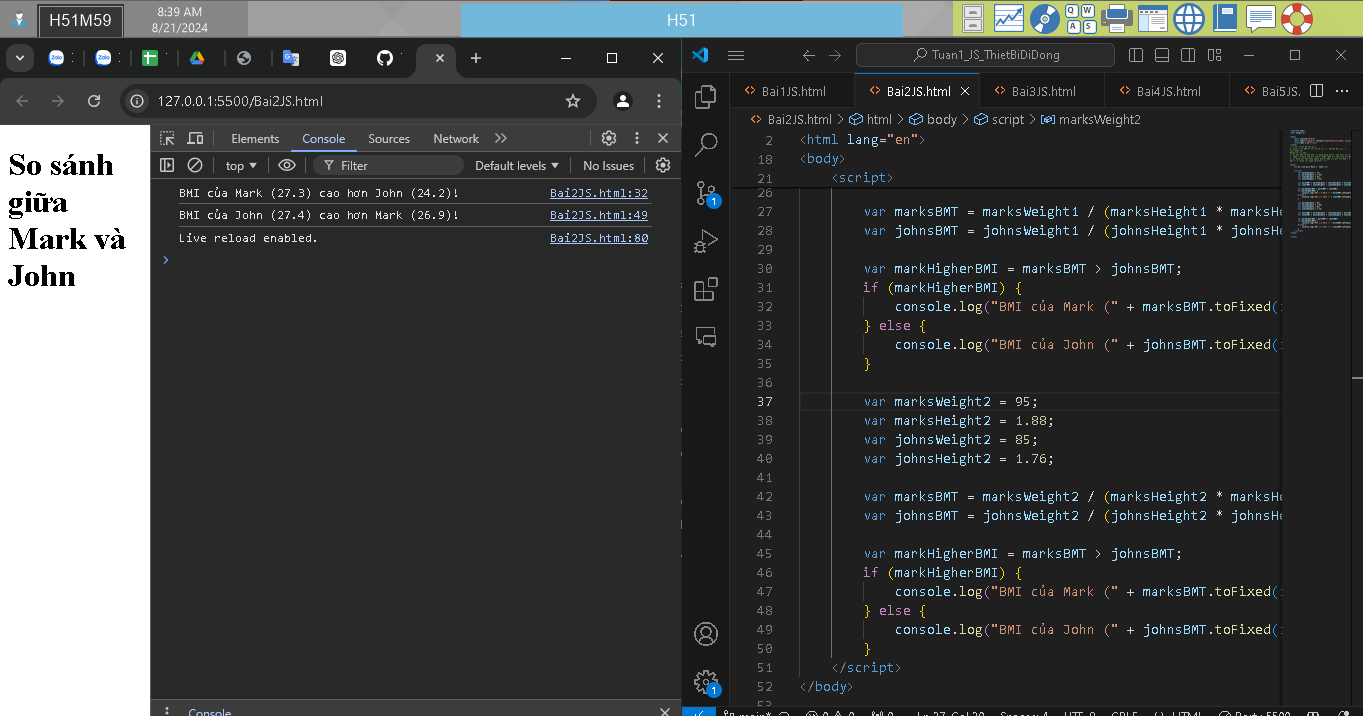 H51M59
8:39 AM
8/21/2024
H51
Q W
A S
Zalo
Zalo
127.0.0.1:5500/Bai2JS.html
So sánh
giữa
Mark và
John
Elements Console Sources Network
top Filter Default levels No Issues
BMI của Mark (27.3) cao hơn John (24.2)! Bai2JS.html:32
BMI của John (27.4) cao hơn Mark (26.9)! Bai2JS.html:49
Live reload enabled. Bai2JS.html:80
Console
Tuan1_JS_ThietBiDiDong
Bai1JS.html Bai2JS.html Bai3JS.html Bai4JS.html Bai5JS.
Bai2JS.html > html > body > script > marksWeight2
2 <html lang="en">
18 <body>
21 <script>
26
27 var marksBMT = marksWeight1 / (marksHeight1 * marksHe
28 var johnsBMT = johnsWeight1 / (johnsHeight1 * johnsHe
29
30 var markHigherBMI = marksBMT > johnsBMT;
31 if (markHigherBMI) {
32 console.log("BMI của Mark (" + marksBMT.toFixed(
33 } else {
34 console.log("BMI của John (" + johnsBMT.toFixed(
35 }
36
37 var marksWeight2 = 95;
38 var marksHeight2 = 1.88;
39 var johnsWeight2 = 85;
40 var johnsHeight2 = 1.76;
41
42 var marksBMT = marksWeight2 / (marksHeight2 * marksHe
43 var johnsBMT = johnsWeight2 / (johnsHeight2 * johnsHe
44
45 var markHigherBMI = marksBMT > johnsBMT;
46 if (markHigherBMI) {
47 console.log("BMI của Mark (" + marksBMT.toFixed(
48 } else {
49 console.log("BMI của John (" + johnsBMT.toFixed(
50 }
51 </script>
52 </body>
53
1
1